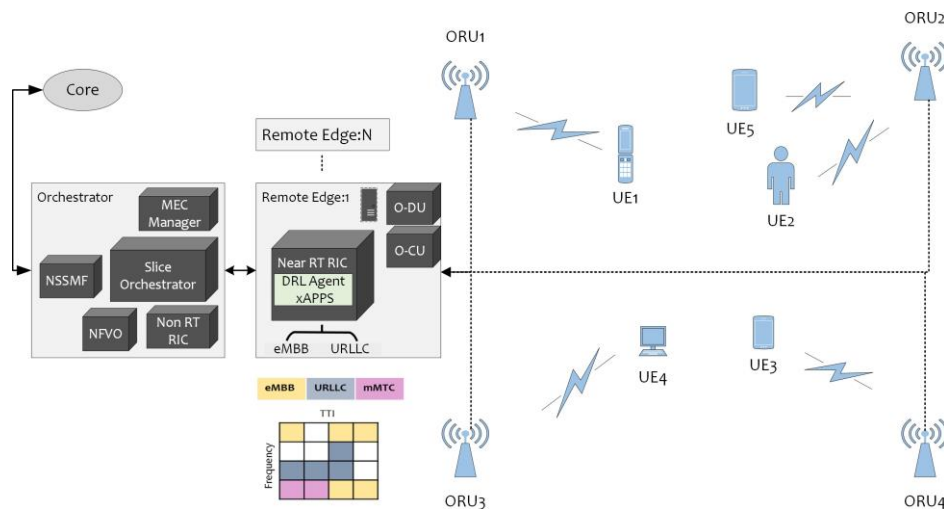 ORU1
ORU2
Core
UE5
Remote Edge:N
UE1
UE2
Orchestrator
MEC
Manager
NSSMF
Slice
Orchestrator
NFVO
Non RT
RIC
Remote Edge:1
O-DU
O-CU
Near RT RIC
DRL Agent
xAPPS
eMBB URLLC
UE4
UE3
eMBB URLLC mMTC
TTI
Frequency
ORU3
ORU4